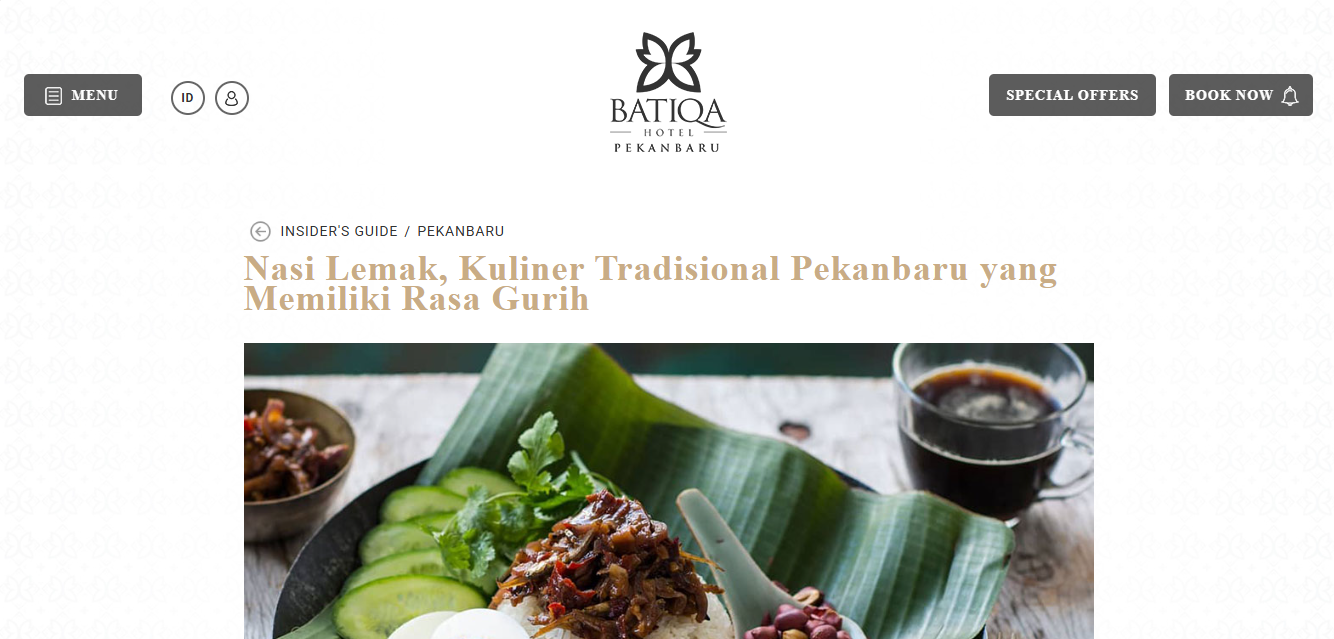 MENU
ID
BATIQA
HOTEL
PEKANBARU
SPECIAL OFFERS
BOOK NOW
INSIDER'S GUIDE / PEKANBARU
Nasi Lemak, Kuliner Tradisional Pekanbaru yang
Memiliki Rasa Gurih